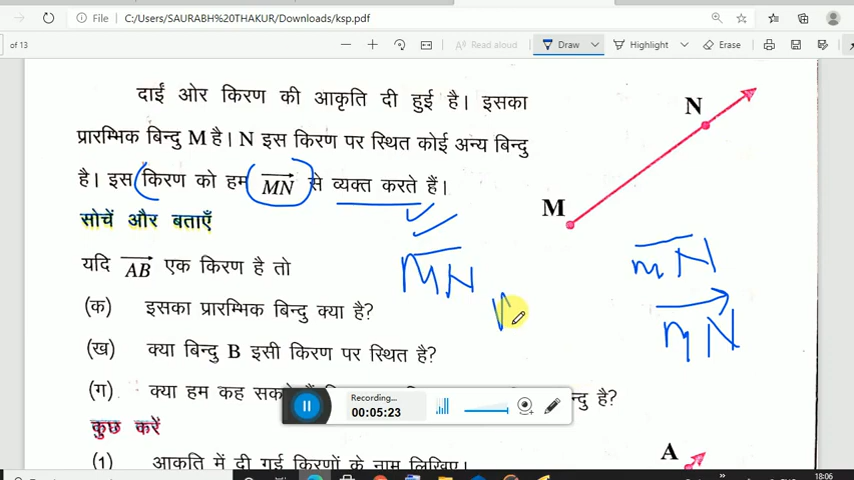 File
C:/Users/SAURABH%20THAKUR/Downloads/ksp.pdf
of 13
Read aloud
Draw
Highlight
Erase
दाईं ओर किरण की आकृति दी हुई है। इसका
प्रारम्भिक बिन्दु M है। N इस किरण पर स्थित कोई अन्य बिन्दु
है। इस किरण को हम MN से व्यक्त करते हैं।
N
M
सोचें और बताएँ
MN
mN
यदि AB एक किरण है तो
mN
(क) इसका प्रारम्भिक बिन्दु क्या है?
(ख) क्या बिन्दु B इसी किरण पर स्थित है?
(ग) क्या हम कह सकते न्दु है?
Recording...
00:05:23
कुछ करें
(1) आकृति में दी गई किरणों के नाम लिखिए।
A
18:06